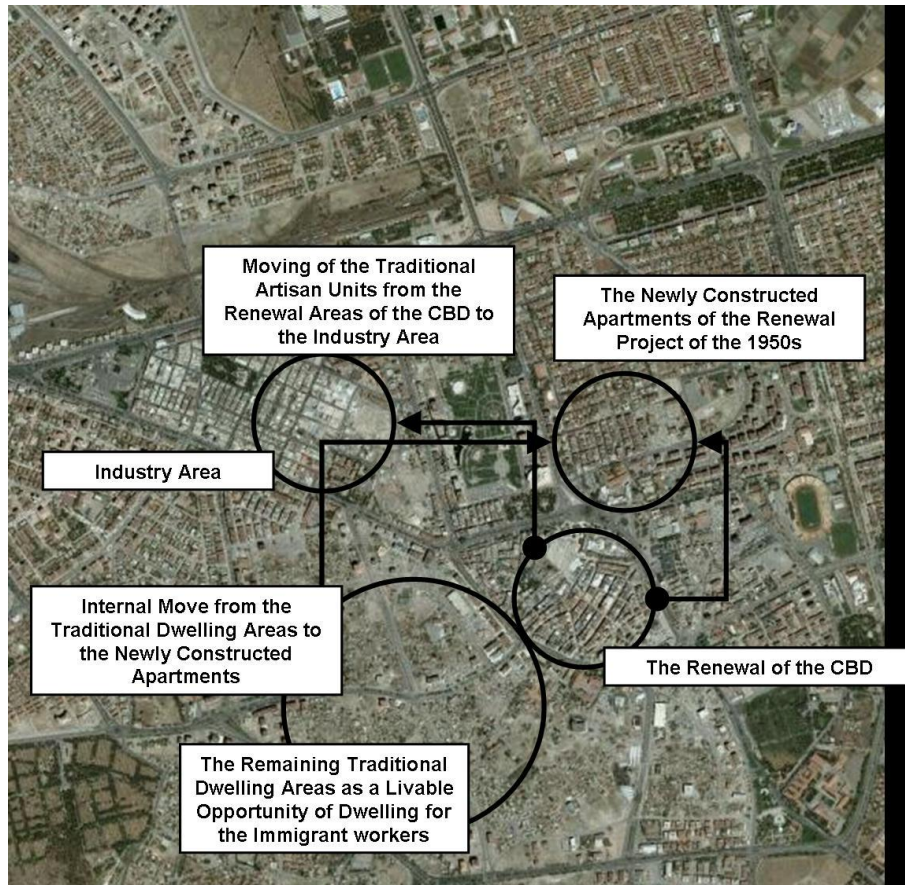 Moving of the Traditional
Artisan Units from the
Renewal Areas of the CBD to
the Industry Area
The Newly Constructed
Apartments of the Renewal
Project of the 1950s
Industry Area
Internal Move from the
Traditional Dwelling Areas to
the Newly Constructed
Apartments
The Renewal of the CBD
The Remaining Traditional
Dwelling Areas as a Livable
Opportunity of Dwelling for
the Immigrant workers